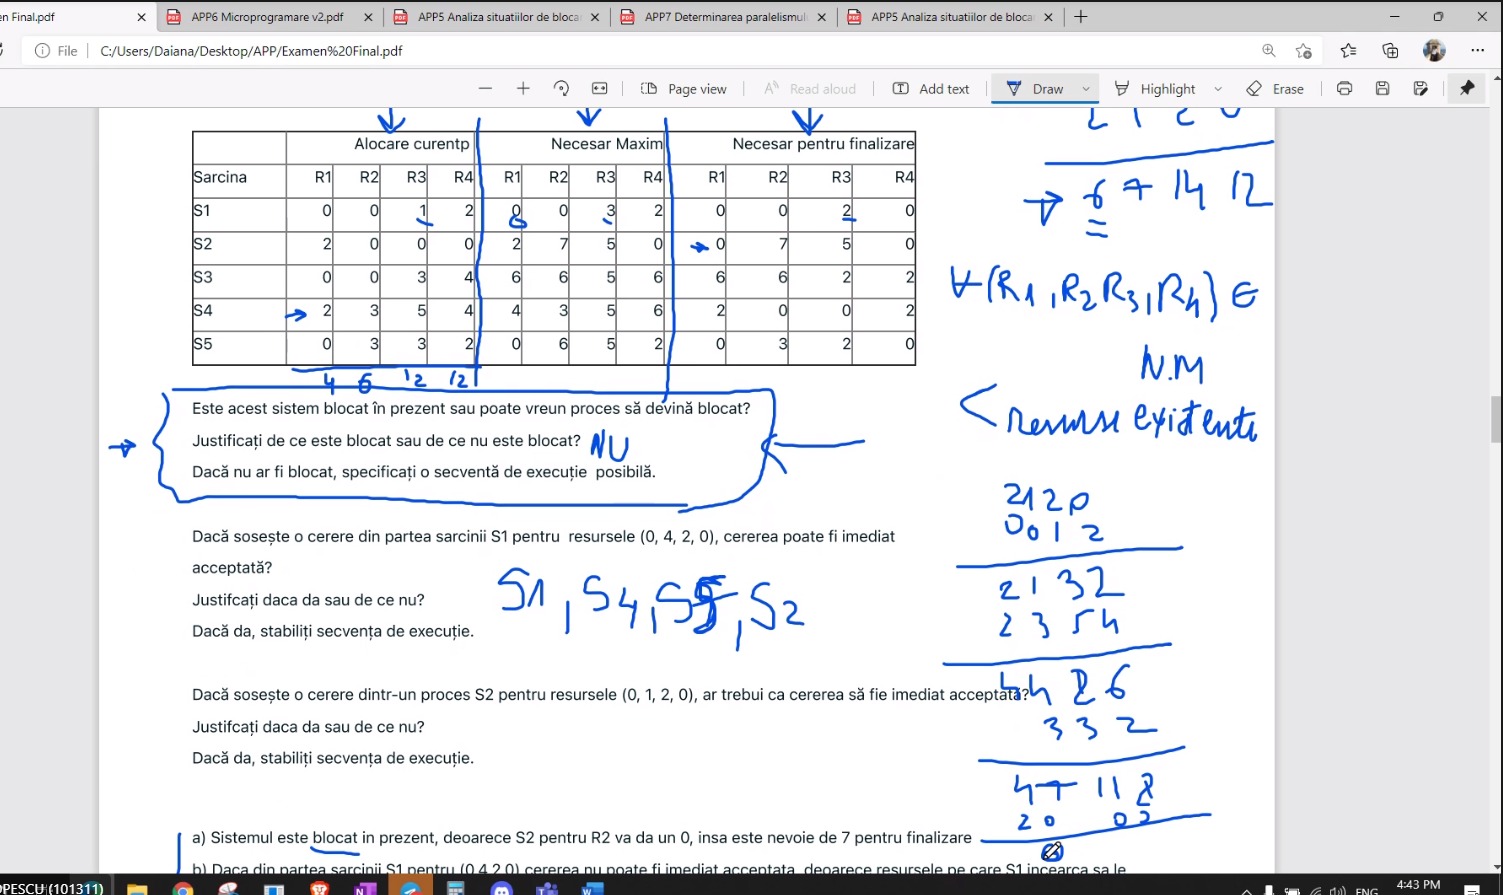 n Final.pdf
APP6 Microprogramare v2.pdf
APP5 Analiza situatiilor de bloca
APP7 Determinarea paralelismul
APP5 Analiza situatiilor de bloca
File
C:/Users/Daiana/Desktop/APP/Examen%20Final.pdf
Page view
Read aloud
Add text
Draw
Highlight
Erase
Alocare curentp Necesar Maxim Necesar pentru finalizare
Sarcina R1 R2 R3 R4 R1 R2 R3 R4 R1 R2 R3 R4
S1 0 0 1 2 0 0 3 2 0 0 2 0
S2 2 0 0 0 2 7 5 0 0 7 5 0
S3 0 0 3 4 6 6 5 6 6 6 2 2
S4 2 3 5 4 4 3 5 6 2 0 0 2
S5 0 3 3 2 0 6 5 2 0 3 2 0
4 6 12 12
6 7 14 12
∀(R1, R2 R3, R4) ∈
N.M
< resurse existente
Este acest sistem blocat în prezent sau poate vreun proces să devină blocat?
Justificați de ce este blocat sau de ce nu este blocat? NU
Dacă nu ar fi blocat, specificați o secventă de execuție posibilă.
Dacă sosește o cerere din partea sarcinii S1 pentru resursele (0, 4, 2, 0), cererea poate fi imediat
acceptată?
Justifcați daca da sau de ce nu?
Dacă da, stabiliți secvența de execuție.
S1, S4, S5, S2
Dacă sosește o cerere dintr-un proces S2 pentru resursele (0, 1, 2, 0), ar trebui ca cererea să fie imediat acceptată?
Justifcați daca da sau de ce nu?
Dacă da, stabiliți secvența de execuție.
2 1 2 0
0 0 1 2
2 1 3 2
2 3 5 4
4 4 8 6
3 3 2
4 7 11 8
2 0 0
a) Sistemul este blocat in prezent, deoarece S2 pentru R2 va da un 0, insa este nevoie de 7 pentru finalizare
b) Daca din partea sarcinii S1 pentru (0,4,2,0) cererea nu poate fi imediat acceptata, deoarece resursele pe care S1 incearca sa le
OPESCU (101311)
ENG
4:43 PM